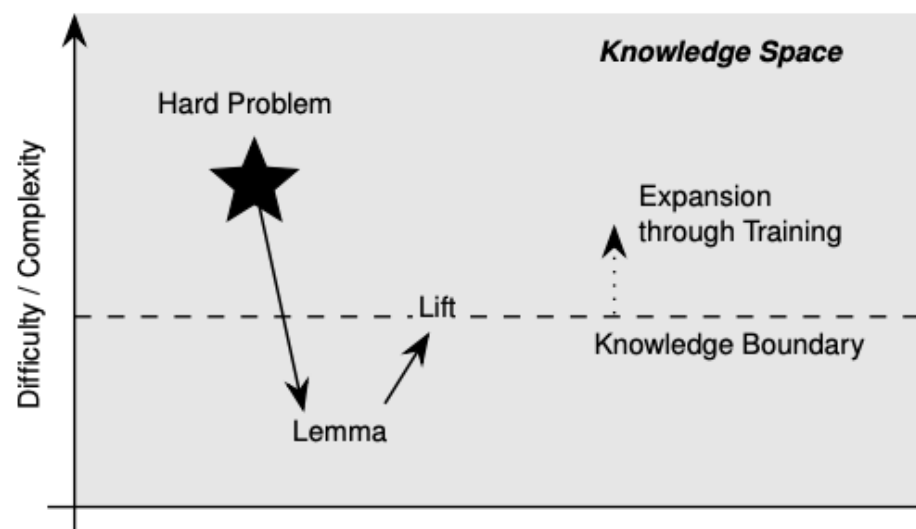 Knowledge Space
Hard Problem
Difficulty / Complexity
Expansion
through Training
Lift
Knowledge Boundary
Lemma